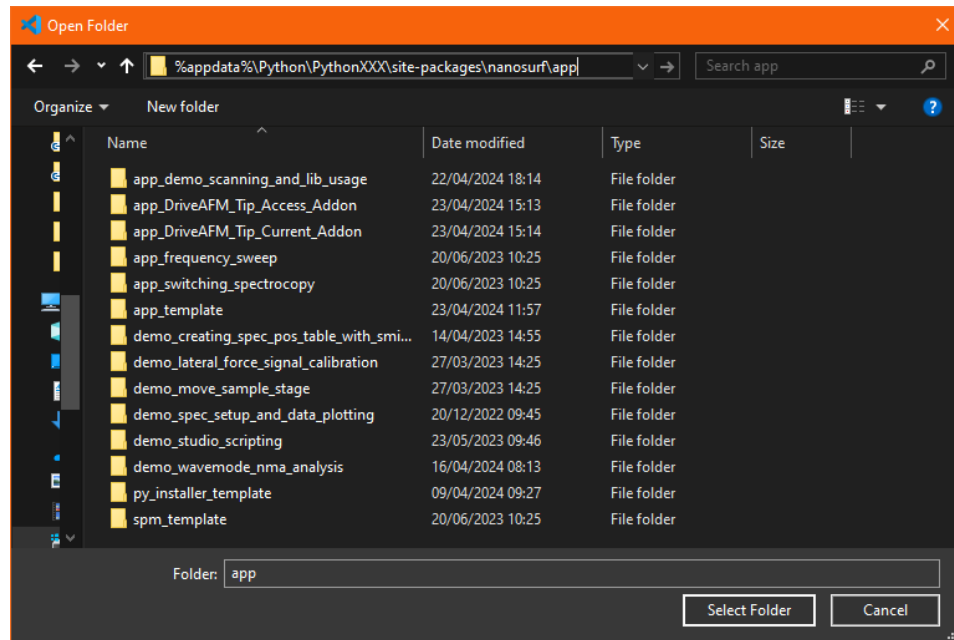 Open Folder
%appdata%\Python\PythonXXX\site-packages\nanosurf\app
Search app
Organize
New folder
Name Date modified Type Size
app_demo_scanning_and_lib_usage 22/04/2024 18:14 File folder
app_DriveAFM_Tip_Access_Addon 23/04/2024 15:13 File folder
app_DriveAFM_Tip_Current_Addon 23/04/2024 15:14 File folder
app_frequency_sweep 20/06/2023 10:25 File folder
app_switching_spectrocopy 20/06/2023 10:25 File folder
app_template 23/04/2024 11:57 File folder
demo_creating_spec_pos_table_with_smi... 14/04/2023 14:55 File folder
demo_lateral_force_signal_calibration 27/03/2023 14:25 File folder
demo_move_sample_stage 27/03/2023 14:25 File folder
demo_spec_setup_and_data_plotting 20/12/2022 09:45 File folder
demo_studio_scripting 23/05/2023 09:46 File folder
demo_wavemode_nma_analysis 16/04/2024 08:13 File folder
py_installer_template 09/04/2024 09:27 File folder
spm_template 20/06/2023 10:25 File folder
Folder: app
Select Folder
Cancel